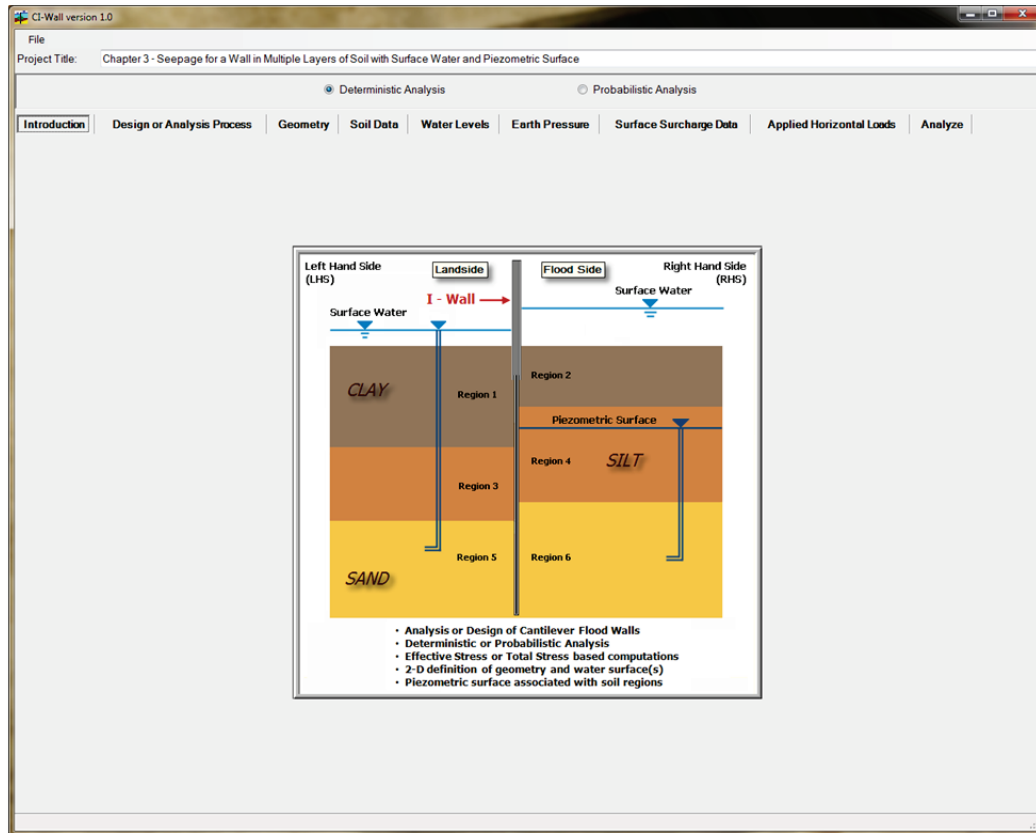 CI-Wall version 1.0
File
Project Title: Chapter 3 - Seepage for a Wall in Multiple Layers of Soil with Surface Water and Piezometric Surface
Deterministic Analysis Probabilistic Analysis
Introduction Design or Analysis Process Geometry Soil Data Water Levels Earth Pressure Surface Surcharge Data Applied Horizontal Loads Analyze
Left Hand Side Landside Flood Side Right Hand Side
(LHS) (RHS)
I - Wall Surface Water
Surface Water
Region 2
CLAY Region 1
Piezometric Surface
Region 4 SILT
Region 3
Region 5 Region 6
SAND
· Analysis or Design of Cantilever Flood Walls
· Deterministic or Probabilistic Analysis
· Effective Stress or Total Stress based computations
· 2-D definition of geometry and water surface(s)
· Piezometric surface associated with soil regions